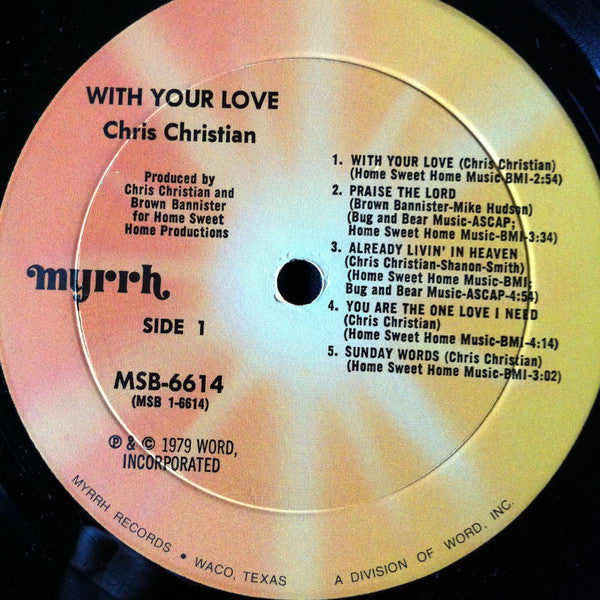 WITH YOUR LOVE
Chris Christian
Produced by
Chris Christian and
Brown Bannister
for Home Sweet
Home Productions
myrrh
SIDE 1
MSB-6614
(MSB 1-6614)
℗ & © 1979 WORD,
INCORPORATED
1. WITH YOUR LOVE (Chris Christian)
(Home Sweet Home Music-BMI-2:54)
2. PRAISE THE LORD
(Brown Bannister-Mike Hudson)
(Bug and Bear Music-ASCAP;
Home Sweet Home Music-BMI-3:34)
3. ALREADY LIVIN' IN HEAVEN
(Chris Christian-Shanon-Smith)
(Home Sweet Home Music-BMI;
Bug and Bear Music-ASCAP-4:54)
4. YOU ARE THE ONE LOVE I NEED
(Chris Christian)
(Home Sweet Home Music-BMI-4:14)
5. SUNDAY WORDS (Chris Christian)
(Home Sweet Home Music-BMI-3:02)
MYRRH RECORDS • WACO, TEXAS A DIVISION OF WORD, INC.